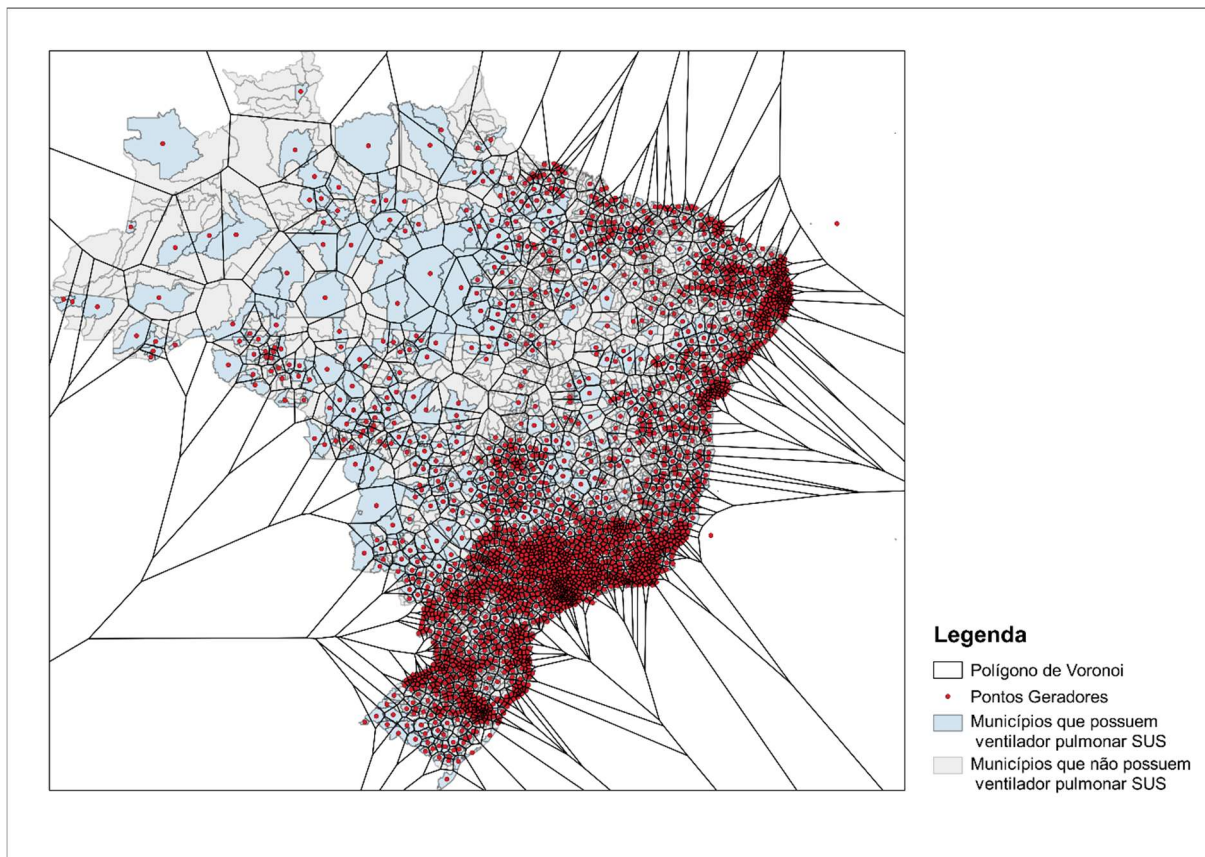 Legenda
Polígono de Voronoi
Pontos Geradores
Municípios que possuem
ventilador pulmonar SUS
Municípios que não possuem
ventilador pulmonar SUS